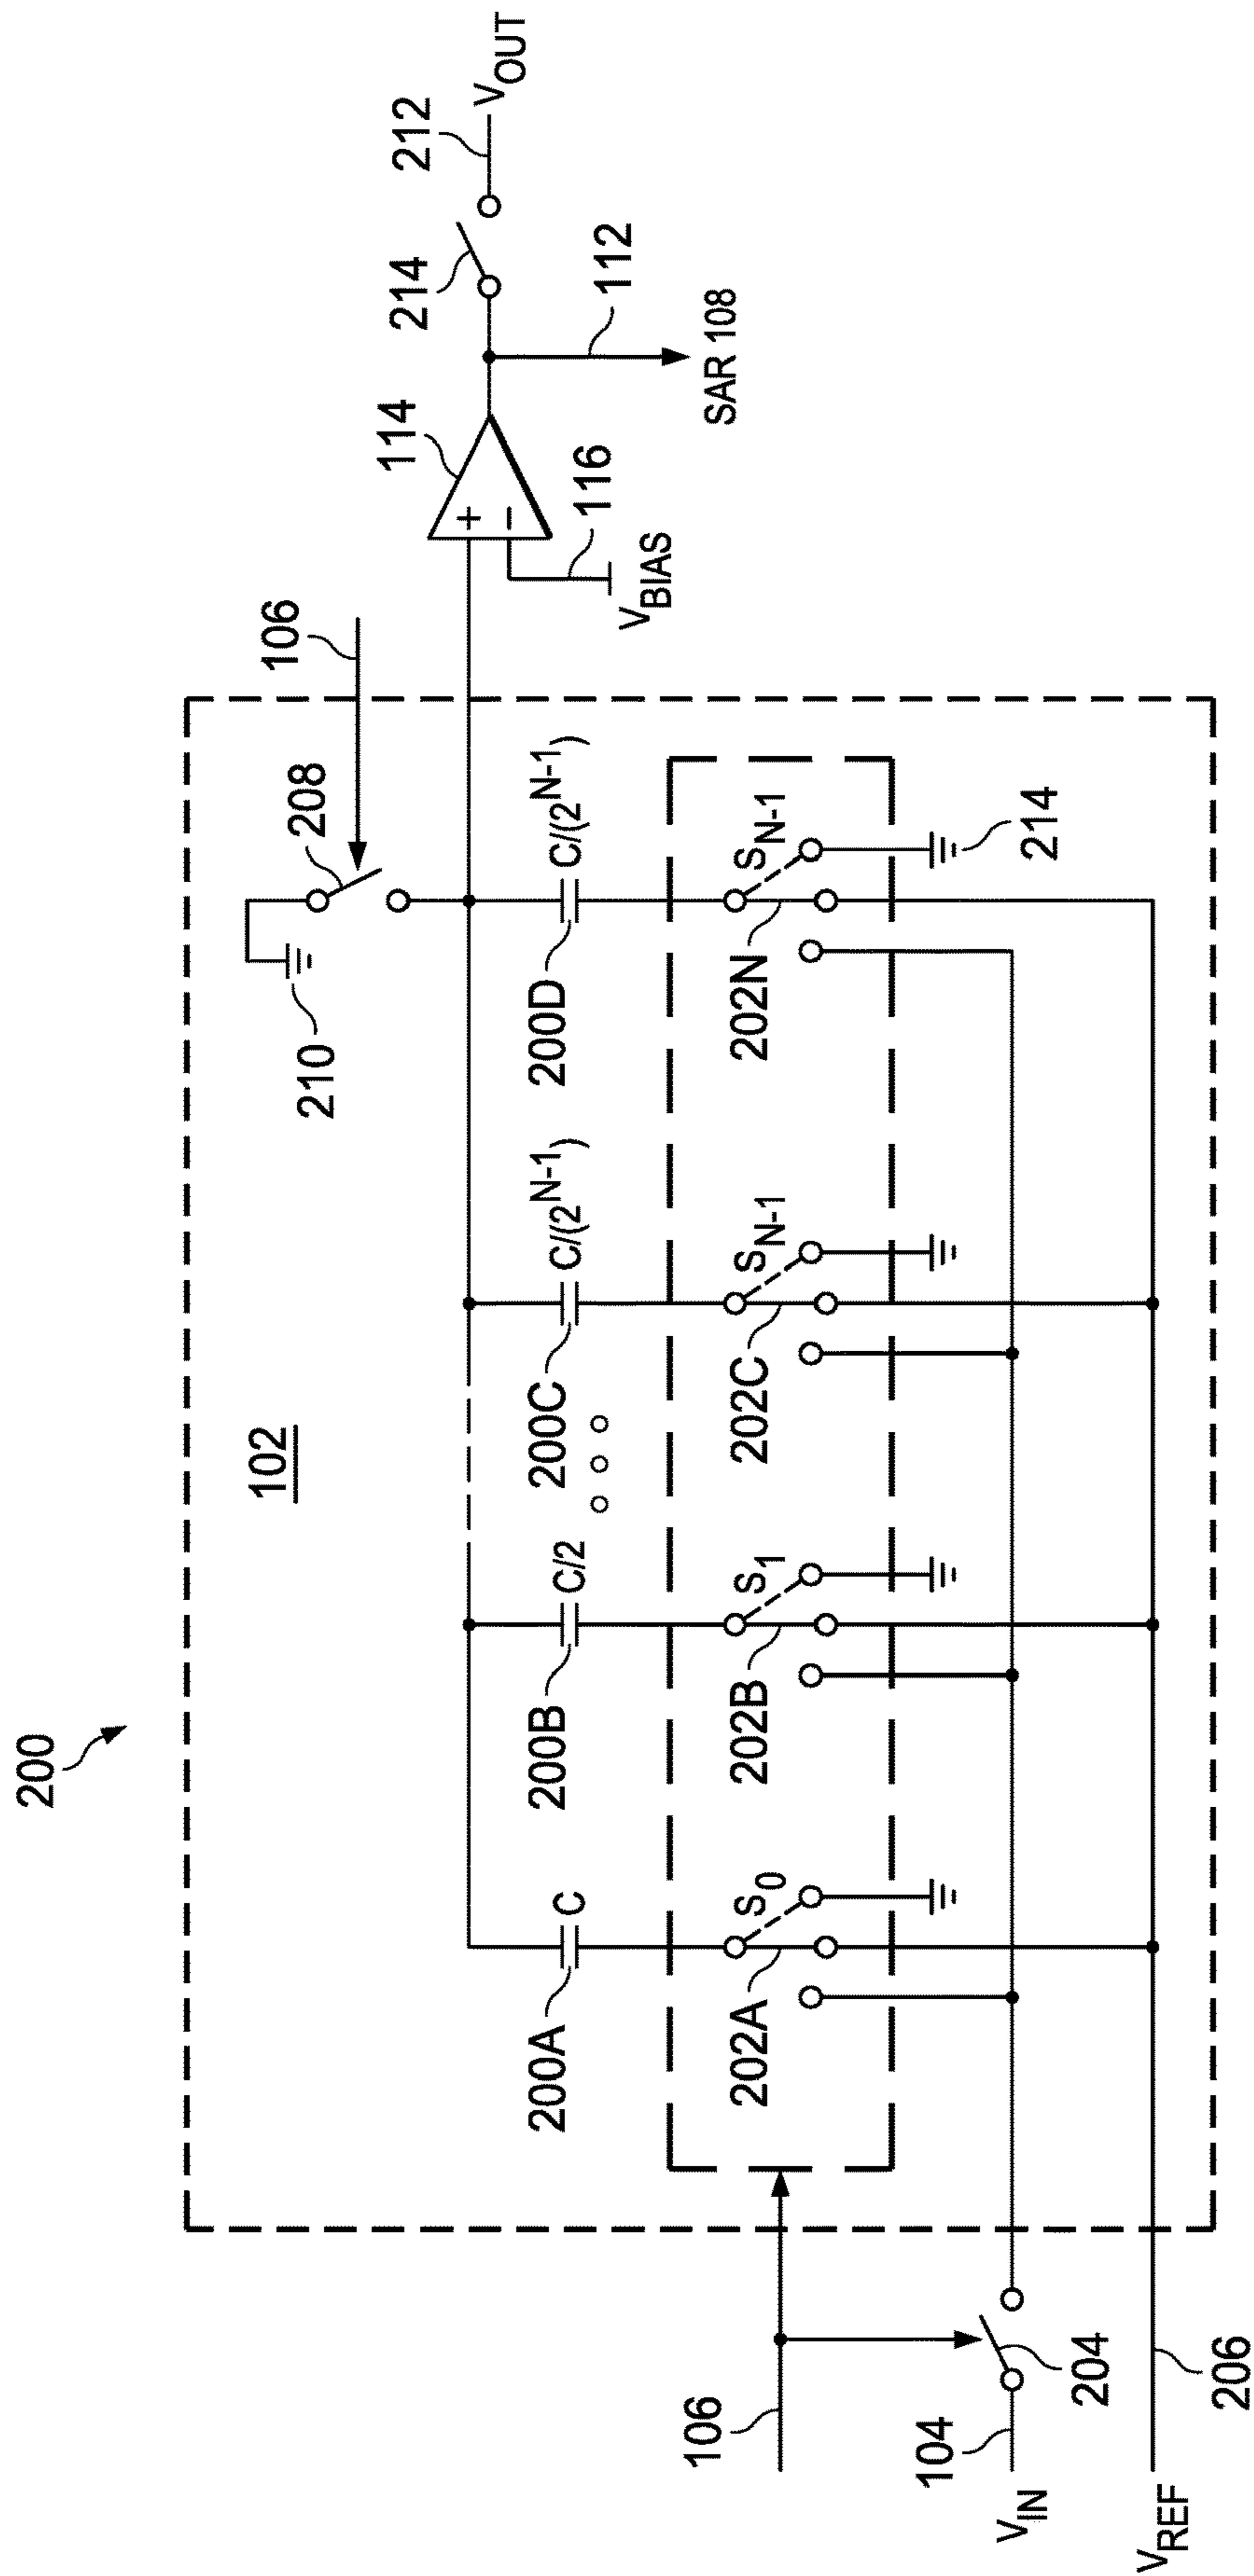 200
102
210
208
106
114
116
V_BIAS
214
212
V_OUT
112
SAR 108
200A
C
200B
C/2
200C
C/(2^N-1)
200D
C/(2^N-1)
202A
S_0
202B
S_1
202C
S_N-1
202N
S_N-1
214
106
104
V_IN
204
V_REF
206